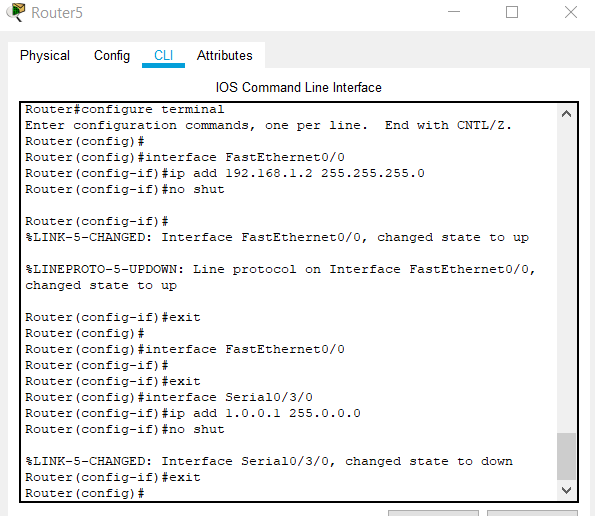 Router5
Physical Config CLI Attributes
IOS Command Line Interface
Router#configure terminal
Enter configuration commands, one per line.  End with CNTL/Z.
Router(config)#
Router(config)#interface FastEthernet0/0
Router(config-if)#ip add 192.168.1.2 255.255.255.0
Router(config-if)#no shut
Router(config-if)#
%LINK-5-CHANGED: Interface FastEthernet0/0, changed state to up
%LINEPROTO-5-UPDOWN: Line protocol on Interface FastEthernet0/0,
changed state to up
Router(config-if)#exit
Router(config)#
Router(config)#interface FastEthernet0/0
Router(config-if)#
Router(config-if)#exit
Router(config)#interface Serial0/3/0
Router(config-if)#ip add 1.0.0.1 255.0.0.0
Router(config-if)#no shut
%LINK-5-CHANGED: Interface Serial0/3/0, changed state to down
Router(config-if)#exit
Router(config)#